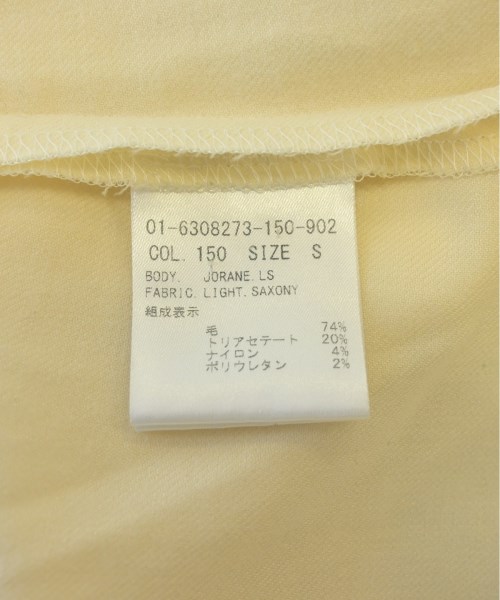 01-6308273-150-902
COL. 150 SIZE S
BODY. JORANE.LS
FABRIC.LIGHT.SAXONY
組成表示
毛 74%
トリアセテート 20%
ナイロン 4%
ポリウレタン 2%